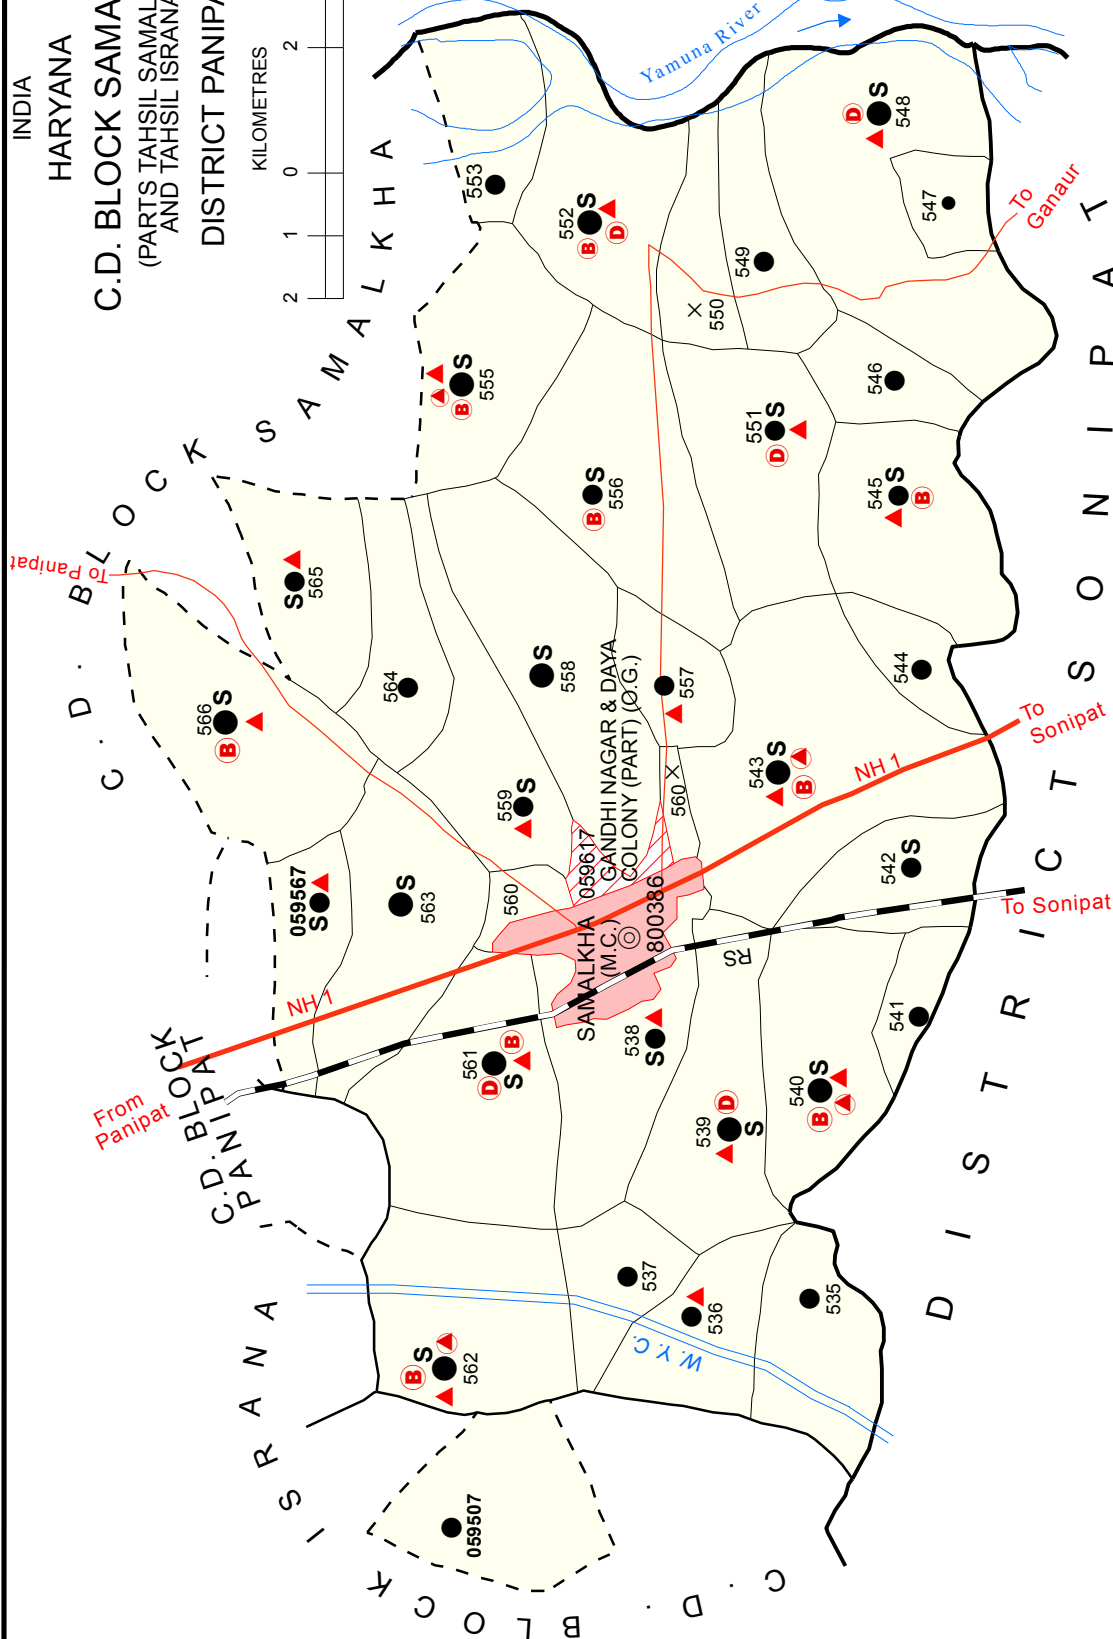 INDIA
HARYANA
C.D. BLOCK SAMA
(PARTS TAHSIL SAMAL
AND TAHSIL ISRANA
DISTRICT PANIPA
KILOMETRES
2 1 0 2
Yamuna River
C.D. BLOCK SAMALKHA
To Panipat
To
Ganaur
553
552 S
B D
548 S
D
547
549
550
555 S
B
546
551 S
D
545 S
B
556 S
B
565 S
564
566 S
B
558 S
557
544
559 S
560
543 S
B
NH 1
To
Sonipat
542 S
To Sonipat
059567
S
563 S
560
059617
GANDHI NAGAR & DAYA
COLONY (PART) (O.G.)
SAMALKHA
(M.C.)
800386
RS
NH 1
From
Panipat
C.D. BLOCK
PANIPAT
561 S
D B
538 S
539 S
D
540 S
B
541
537
536
535
W.Y.C.
562 S
B
059507
C.D. BLOCK ISRANA
DISTRICT SONIPAT